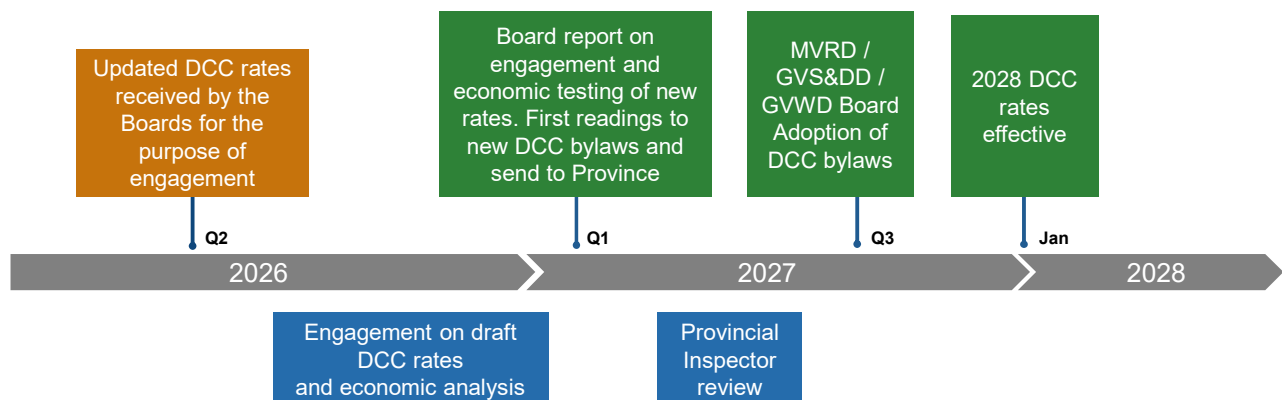 Updated DCC rates
received by the
Boards for the
purpose of
engagement
Board report on
engagement and
economic testing of new
rates. First readings to
new DCC bylaws and
send to Province
MVRD /
GVS&DD /
GVWD Board
Adoption of
DCC bylaws
2028 DCC
rates
effective
Q2
Q1
Q3
Jan
2026
2027
2028
Engagement on draft
DCC rates
and economic analysis
Provincial
Inspector
review